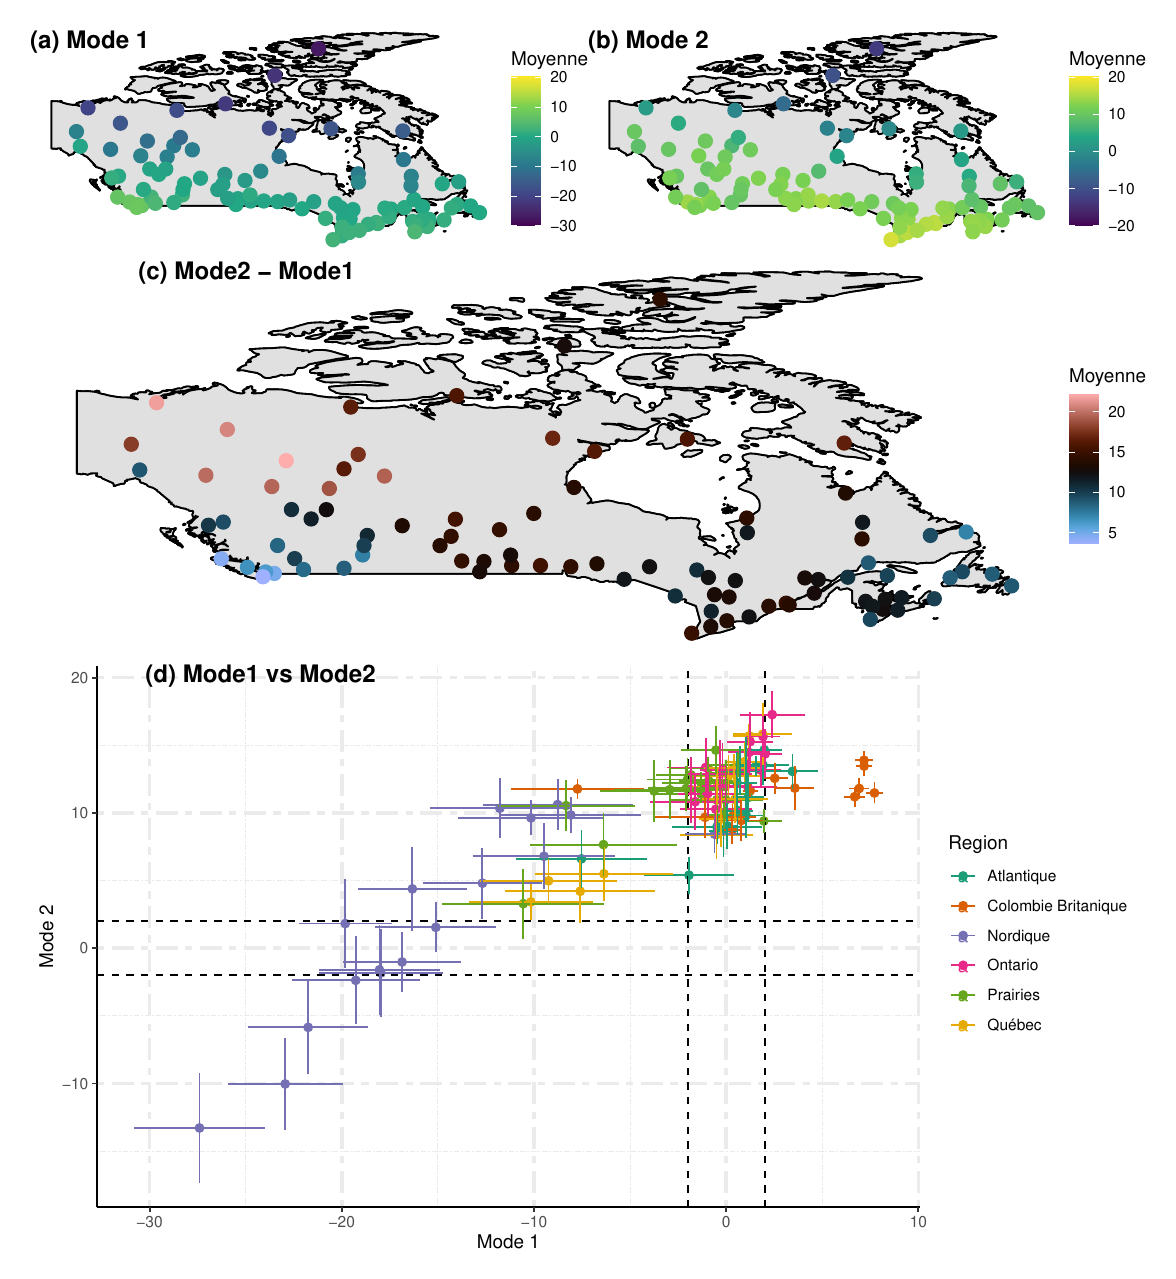 (a) Mode 1
Moyenne
20
10
0
−10
−20
−30
(b) Mode 2
Moyenne
20
10
0
−10
−20
(c) Mode2 − Mode1
Moyenne
20
15
10
5
(d) Mode1 vs Mode2
20
10
0
−10
Mode 2
−30
−20
−10
0
10
Mode 1
Region
Atlantique
Colombie Britanique
Nordique
Ontario
Prairies
Québec